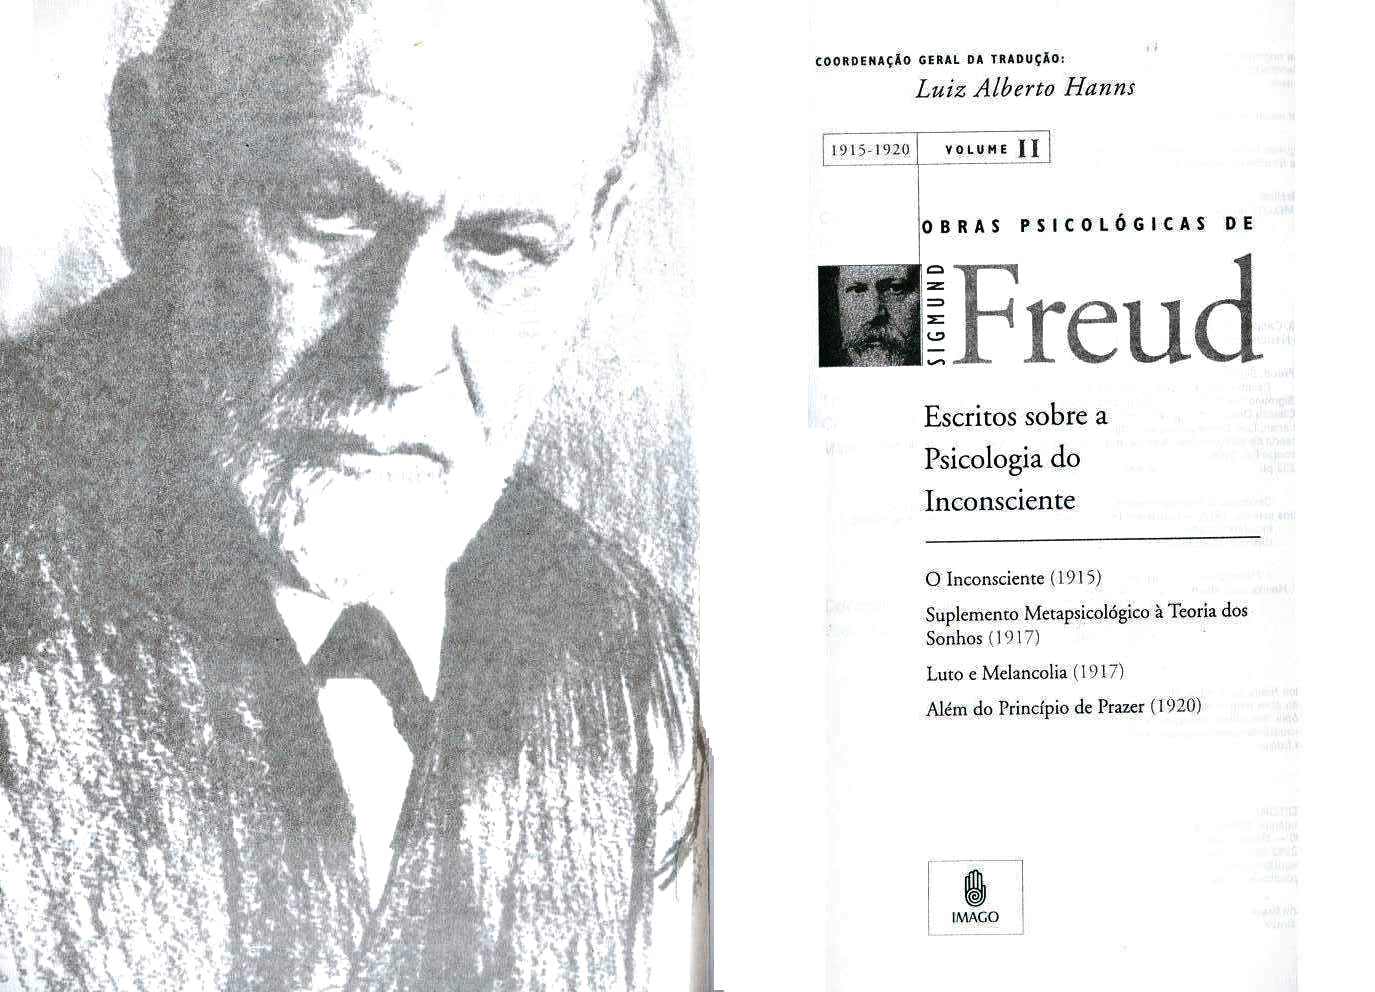 COORDENAÇÃO GERAL DA TRADUÇÃO:
Luiz Alberto Hanns
1915-1920 VOLUME II
OBRAS PSICOLÓGICAS DE
SIGMUND
Freud
Escritos sobre a
Psicologia do
Inconsciente
O Inconsciente (1915)
Suplemento Metapsicológico à Teoria dos
Sonhos (1917)
Luto e Melancolia (1917)
Além do Princípio de Prazer (1920)
IMAGO